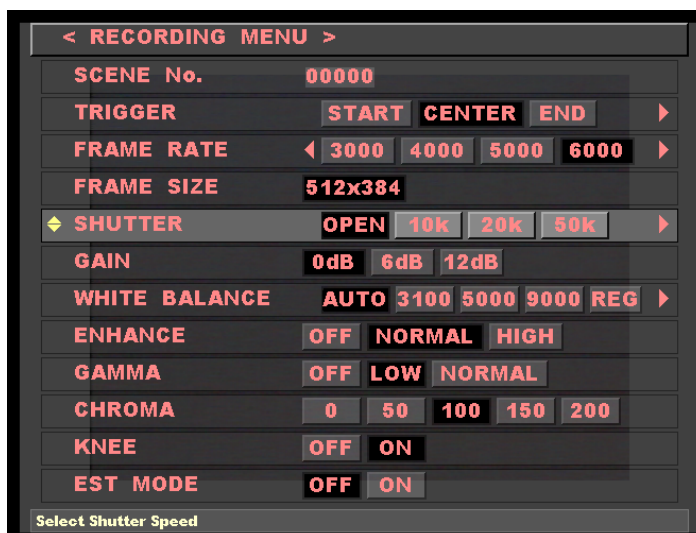 < RECORDING MENU >
SCENE No. 00000
TRIGGER START CENTER END
FRAME RATE 3000 4000 5000 6000
FRAME SIZE 512x384
SHUTTER OPEN 10k 20k 50k
GAIN 0dB 6dB 12dB
WHITE BALANCE AUTO 3100 5000 9000 REG
ENHANCE OFF NORMAL HIGH
GAMMA OFF LOW NORMAL
CHROMA 0 50 100 150 200
KNEE OFF ON
EST MODE OFF ON
Select Shutter Speed